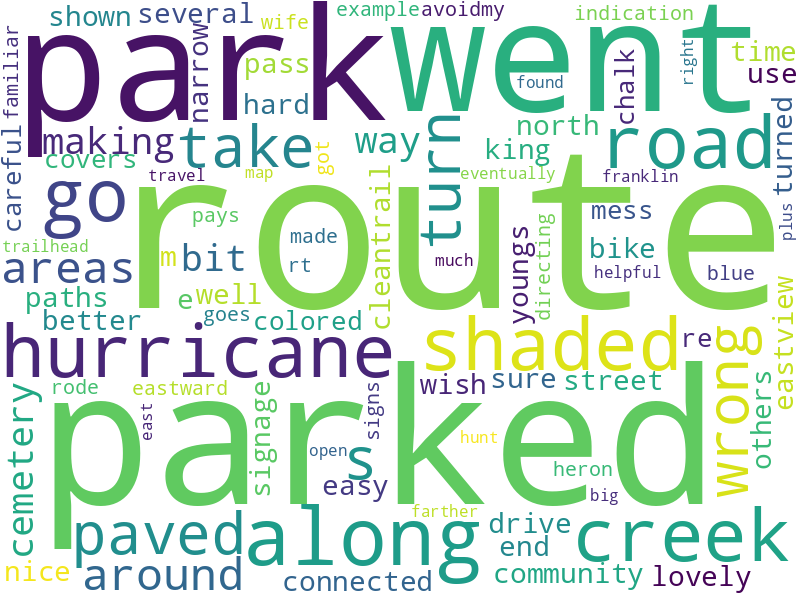 shown
several
wife
example
avoidmy
indication
familiar
park
went
narrow
pass
hard
found
chalk
right
time
use
careful
making
covers
take
got
way
turn
north
king
road
turned
travel
map
eventually
franklin
go
route
pays
mess
plus
trailhead
areas
m
bit
made
rt
cleantrail
much
youngs
directing
bike
helpful
blue
paths
e
well
better
goes
colored
eastview
hurricane
shaded
re
wrong
cemetery
rode
eastward
signage
signs
wish
sure
street
others
east
parked
open
s
hunt
easy
heron
big
farther
nice
paved
around
along
connected
drive
end
creek
community
lovely